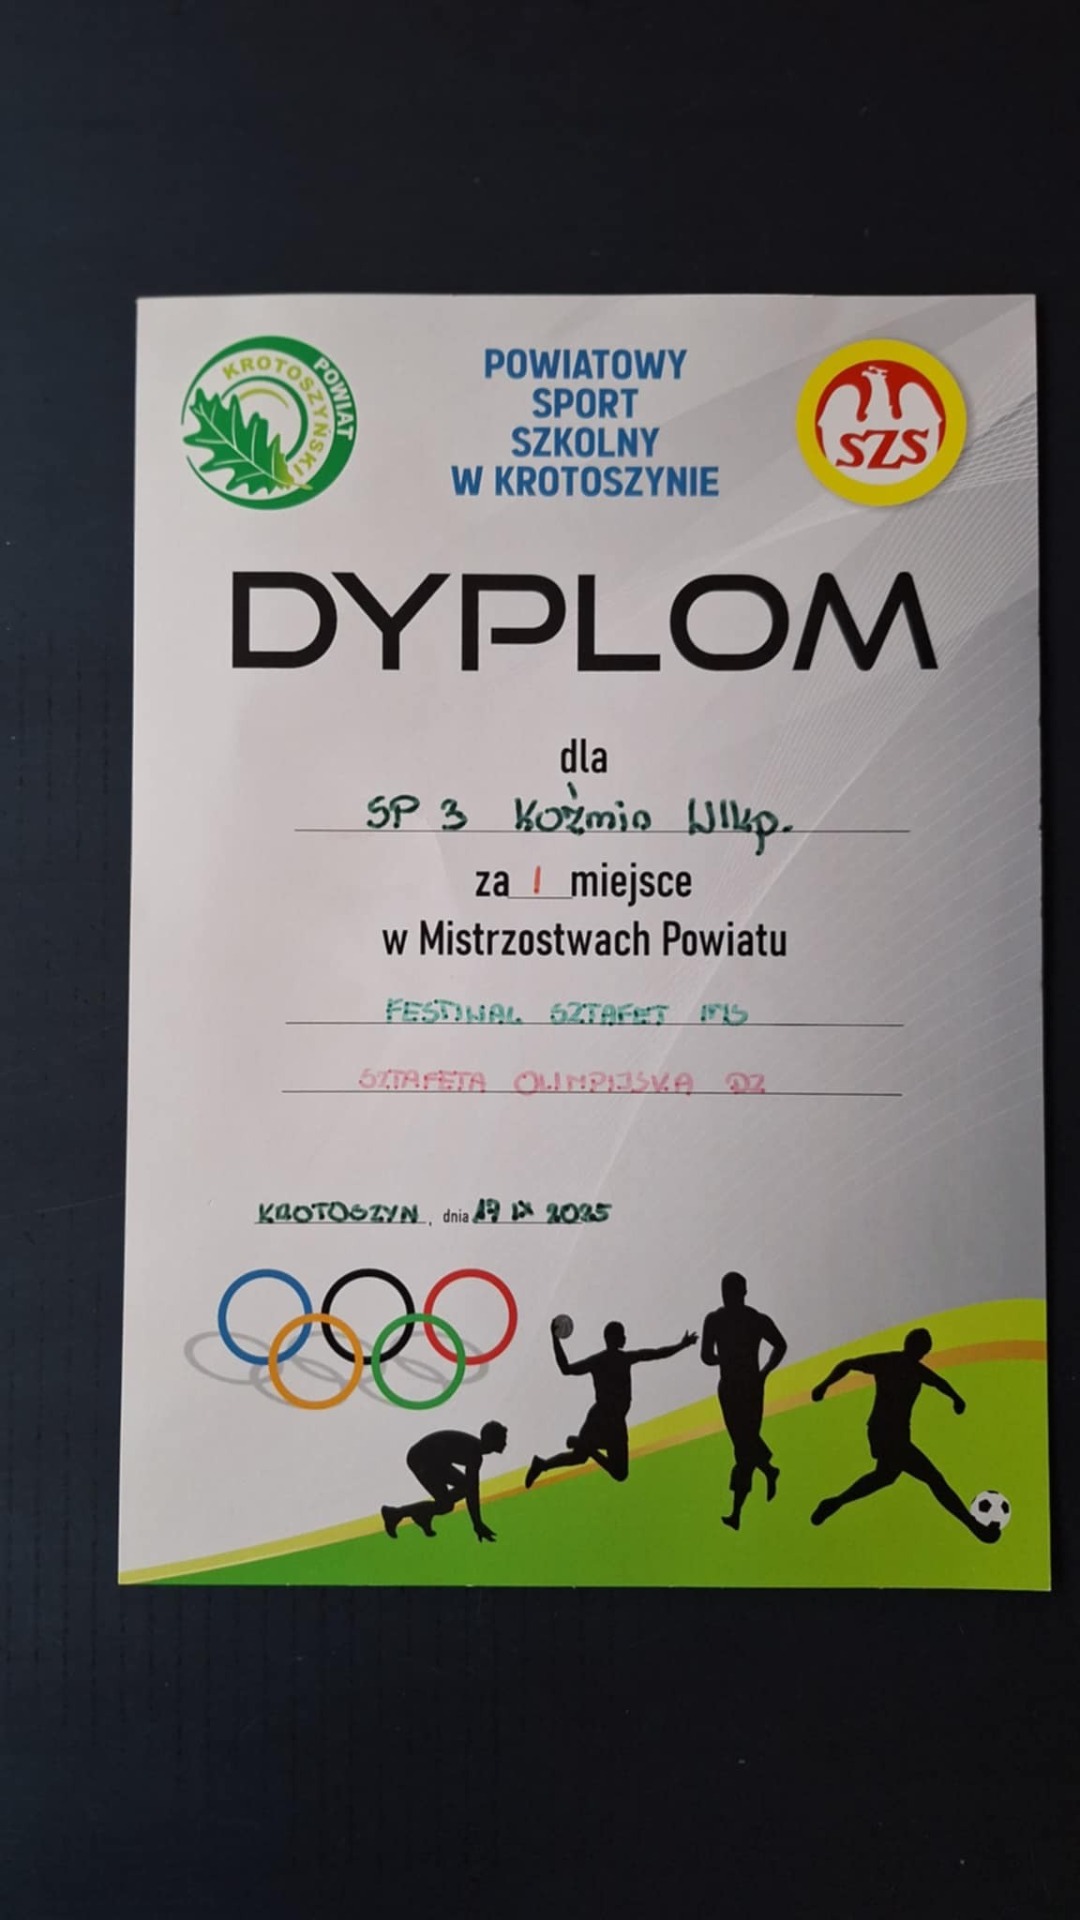 KROTOSZYŃSKI POWIAT
POWIATOWY
SPORT
SZKOLNY
W KROTOSZYNIE
SZS
DYPLOM
dla
SP 3 Koźmin Wlkp.
za I miejsce
w Mistrzostwach Powiatu
FESTIWAL SZTAFET IMS
SZTAFETA OLIMPIJSKA DZ
KROTOSZYN, dnia 19 IX 2025